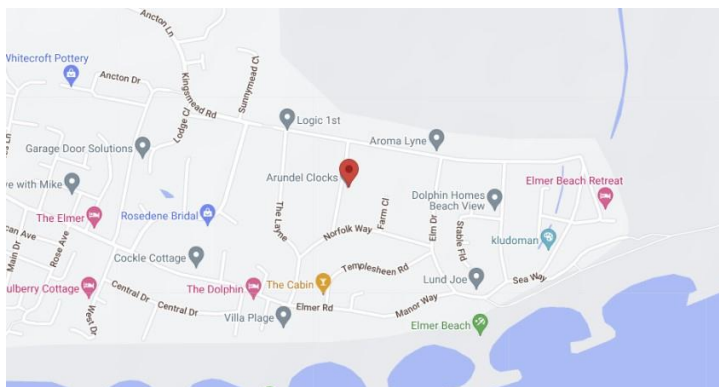 Ancton Ln
Whitecroft Pottery
Ancton Dr
Kingsmead Rd
Sunnymead Cl
Lodge Cl
Logic 1st
Garage Door Solutions
Aroma Lyne
Arundel Clocks
ve with Mike
Dolphin Homes
Beach View
Elmer Beach Retreat
The Elmer
Rosedene Bridal
The Layne
Farm Cl
Elm Dr
Stable Fld
kludoman
can Ave
Main Dr
Rose Ave
Norfolk Way
Cockle Cottage
Templesheen Rd
ulberry Cottage
Central Dr
Central Dr
The Dolphin
The Cabin
Lund Joe
Sea Way
West Dr
Villa Plage
Elmer Rd
Manor Way
Elmer Beach